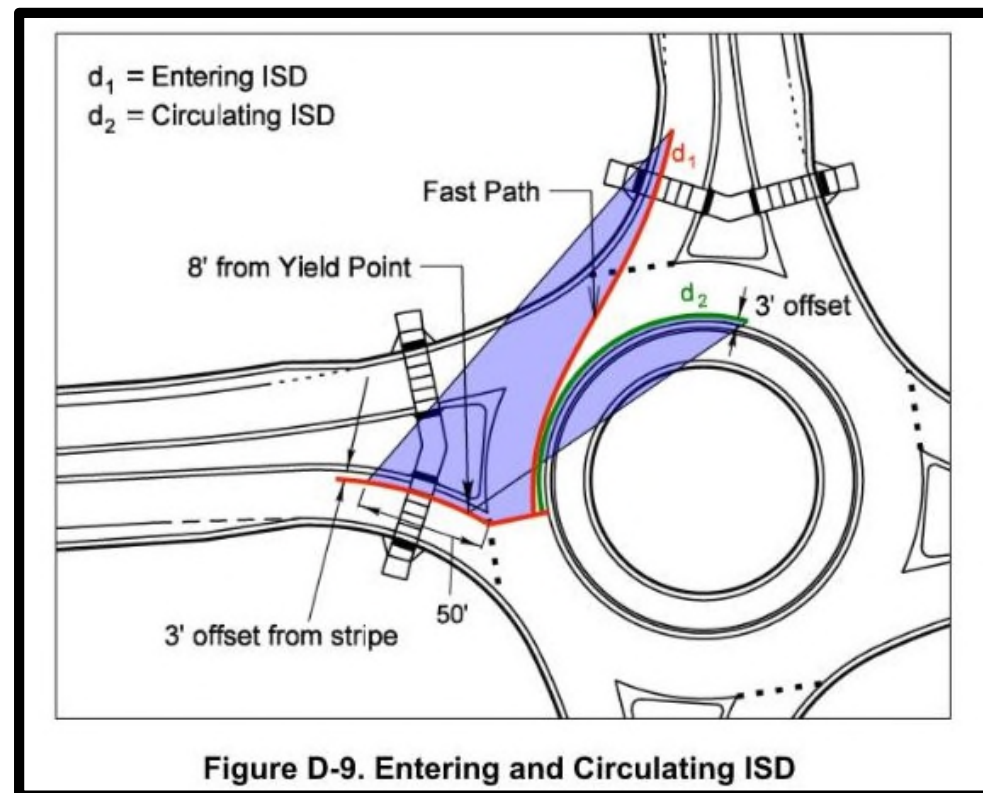 d₁ = Entering ISD
d₂ = Circulating ISD
d₁
Fast Path
8' from Yield Point
d₂
3' offset
50'
3' offset from stripe
Figure D-9. Entering and Circulating ISD